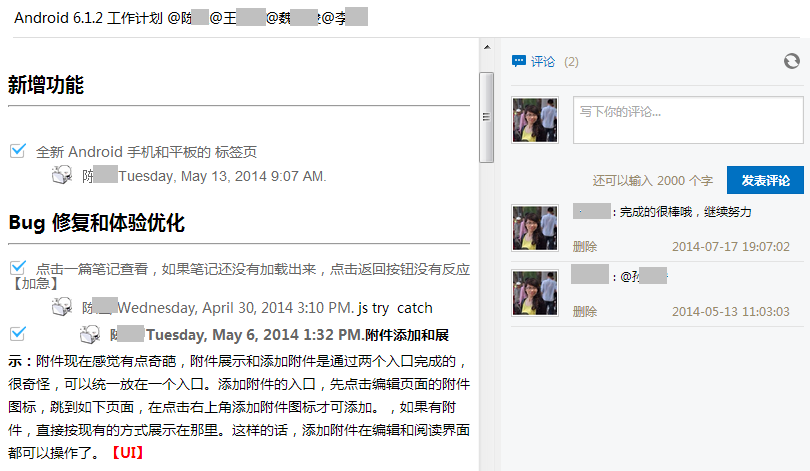 Android 6.1.2 工作计划 @陈 @王 @魏 @李
新增功能
全新 Android 手机和平板的 标签页
陈 Tuesday, May 13, 2014 9:07 AM.
Bug 修复和体验优化
点击一篇笔记查看，如果笔记还没有加载出来，点击返回按钮没有反应
【加急】
陈 Wednesday, April 30, 2014 3:10 PM. js try catch
陈 Tuesday, May 6, 2014 1:32 PM.附件添加和展
示：附件现在感觉有点奇葩，附件展示和添加附件是通过两个入口完成的，
很奇怪，可以统一放在一个入口。添加附件的入口，先点击编辑页面的附件
图标，跳到如下页面，在点击右上角添加附件图标才可添加。，如果有附
件，直接按现有的方式展示在那里。这样的话，添加附件在编辑和阅读界面
都可以操作了。【UI】
评论 (2)
写下你的评论...
还可以输入 2000 个字 发表评论
：完成的很棒哦，继续努力
删除 2014-07-17 19:07:02
：@孙
删除 2014-05-13 11:03:03